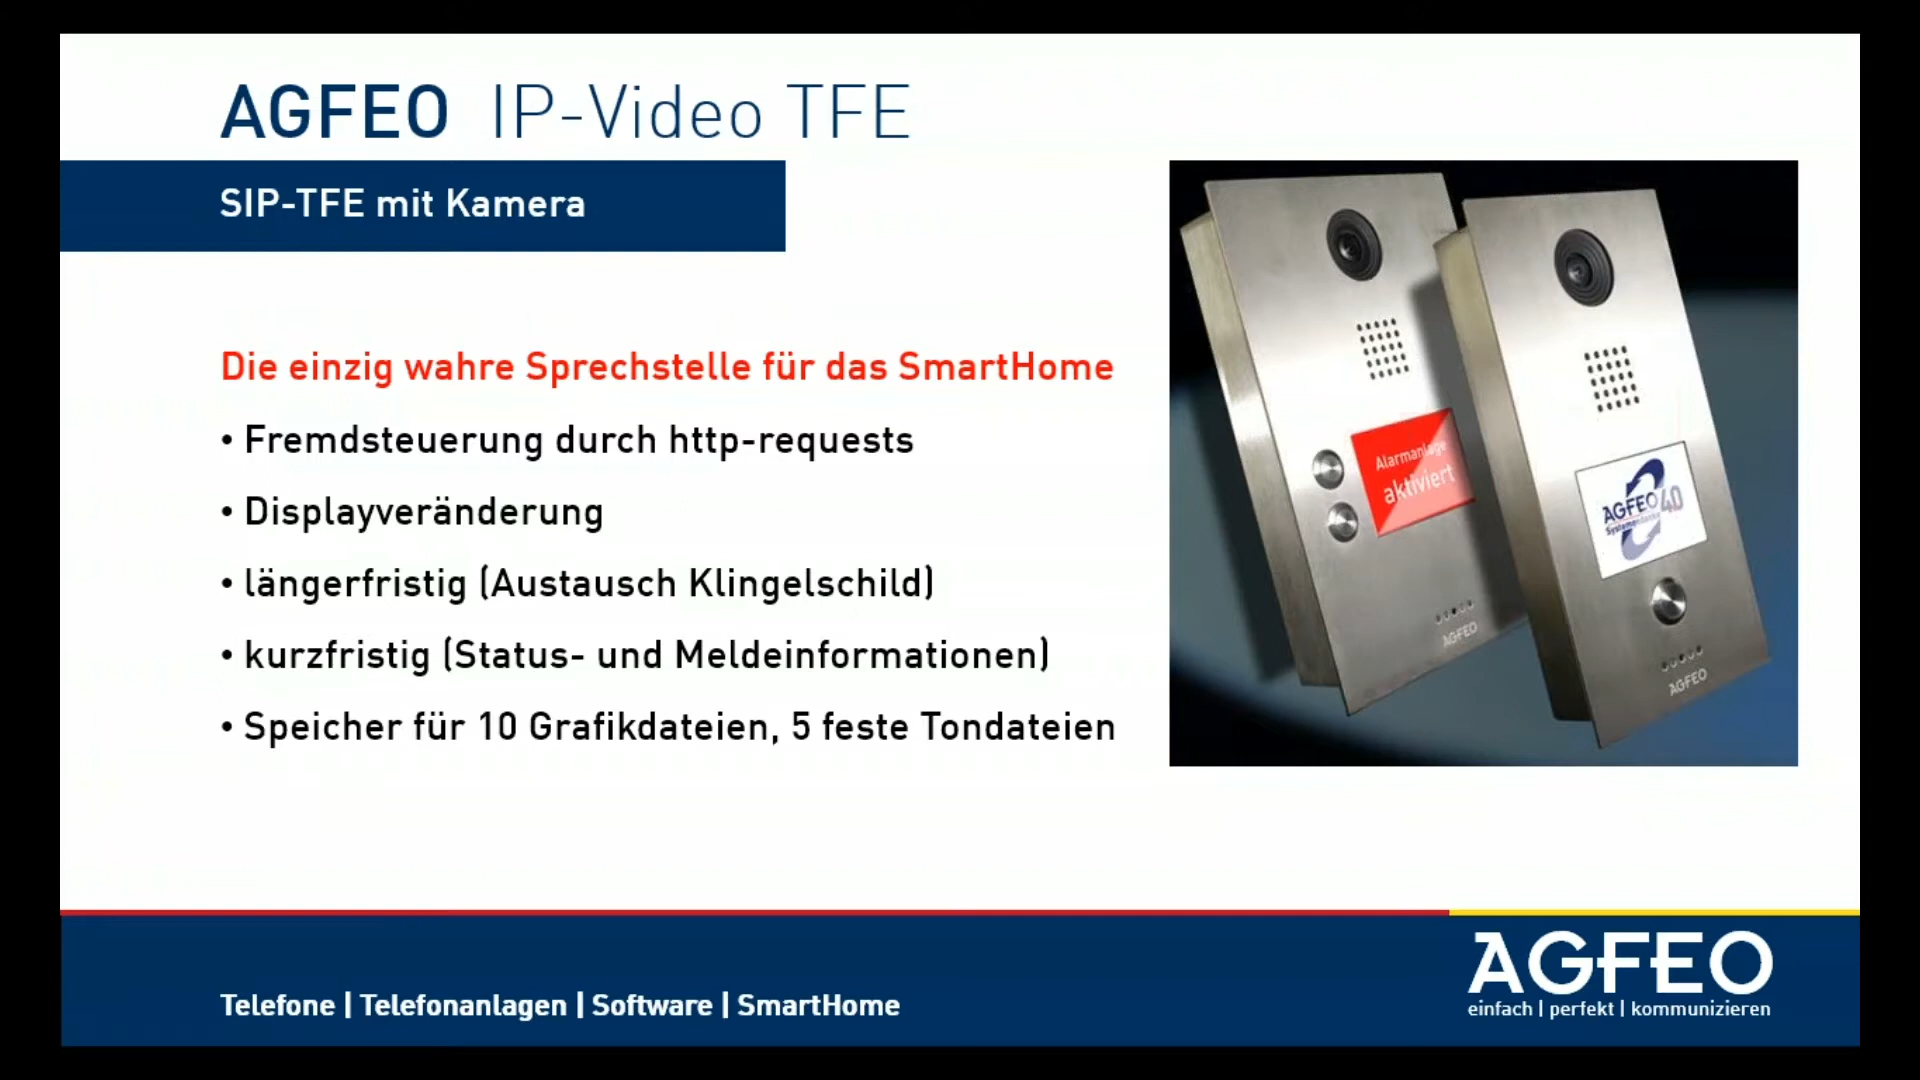 AGFEO IP-Video TFE
SIP-TFE mit Kamera
Die einzig wahre Sprechstelle für das SmartHome
• Fremdsteuerung durch http-requests
• Displayveränderung
• längerfristig (Austausch Klingelschild)
• kurzfristig (Status- und Meldeinformationen)
• Speicher für 10 Grafikdateien, 5 feste Tondateien
Alarmanlage
aktiviert
AGFEO
AGFEO 40
AGFEO
Telefone | Telefonanlagen | Software | SmartHome
AGFEO
einfach | perfekt | kommunizieren